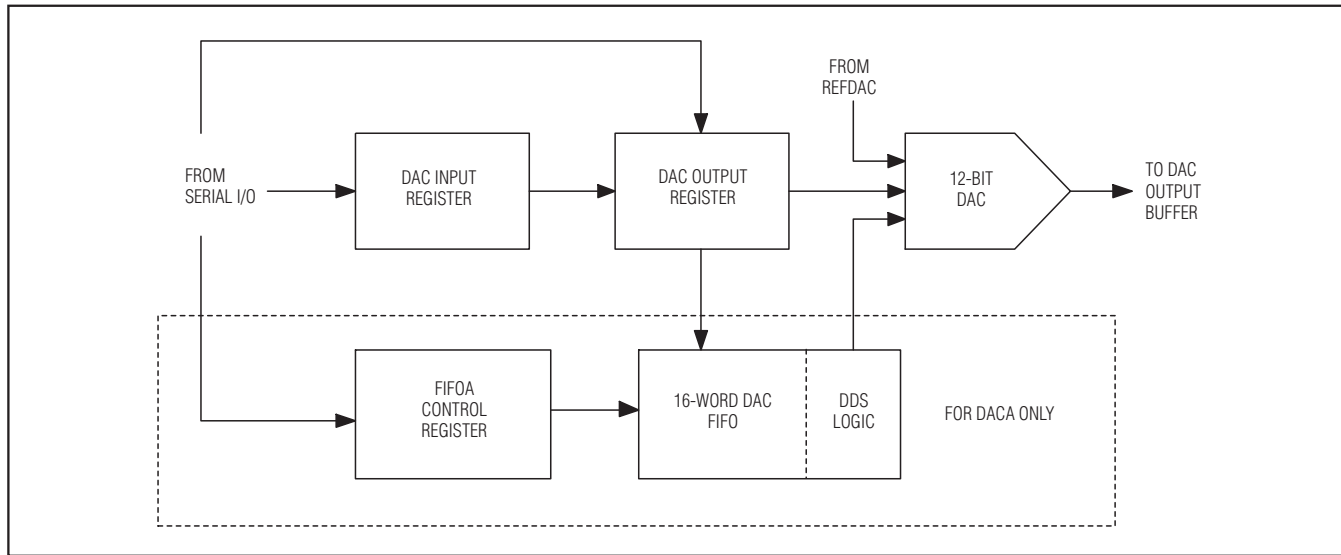 FROM
REFDAC
FROM
SERIAL I/O
DAC INPUT
REGISTER
DAC OUTPUT
REGISTER
12-BIT
DAC
TO DAC
OUTPUT
BUFFER
FIFOA
CONTROL
REGISTER
16-WORD DAC
FIFO
DDS
LOGIC
FOR DACA ONLY